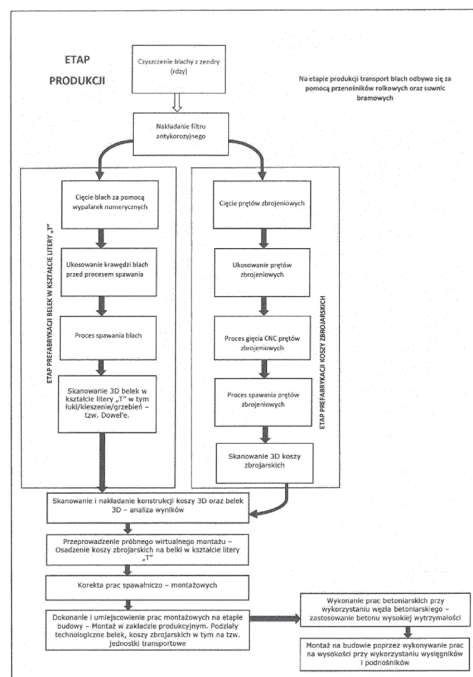 ETAP
PRODUKCJI
Czyszczenie blachy z zendry
(rdzy)
Na etapie produkcji transport blach odbywa się za
pomocą przenośników rolkowych oraz suwnic
bramowych
Nakładanie filtru
antykorozyjnego
ETAP PREFABRYKACJI BELEK W KSZTAŁCIE LITERY „T”
Cięcie blach za pomocą
wypalarek numerycznych
Ukosowanie krawędzi blach
przed procesem spawania
Proces spawania blach
Skanowanie 3D belek w
kształcie litery „T” w tym
łuki/kieszenie/grzebień –
tzw. Dowel'e.
Cięcie prętów zbrojeniowych
Ukosowanie prętów
zbrojeniowych
Proces gięcia CNC prętów
zbrojeniowych
Proces spawania prętów
zbrojeniowych
Skanowanie 3D koszy
zbrojarskich
ETAP PREFABRYKACJI KOSZY ZBROJARSKICH
Skanowanie i nakładanie konstrukcji koszy 3D oraz belek
3D – analiza wyników
Przeprowadzenie próbnego wirtualnego montażu –
Osadzenie koszy zbrojarskich na belki w kształcie litery
„T”
Korekta prac spawalniczo – montażowych
Dokonanie i umiejscowienie prac montażowych na etapie
budowy – Montaż w zakładzie produkcyjnym. Podziały
technologiczne belek, koszy zbrojarskich w tym na tzw.
jednostki transportowe
Wykonanie prac betoniarskich przy
wykorzystaniu węzła betoniarskiego –
zastosowanie betonu wysokiej wytrzymałości
Montaż na budowie poprzez wykonywanie prac
na wysokości przy wykorzystaniu wysięgników
i podnośników